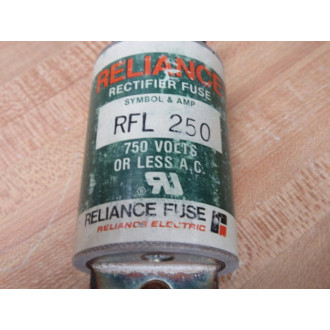 RELIANCE
RECTIFIER FUSE
SYMBOL & AMP
RFL 250
750 VOLTS
OR LESS A.C.
RELIANCE FUSE
RELIANCE ELECTRIC